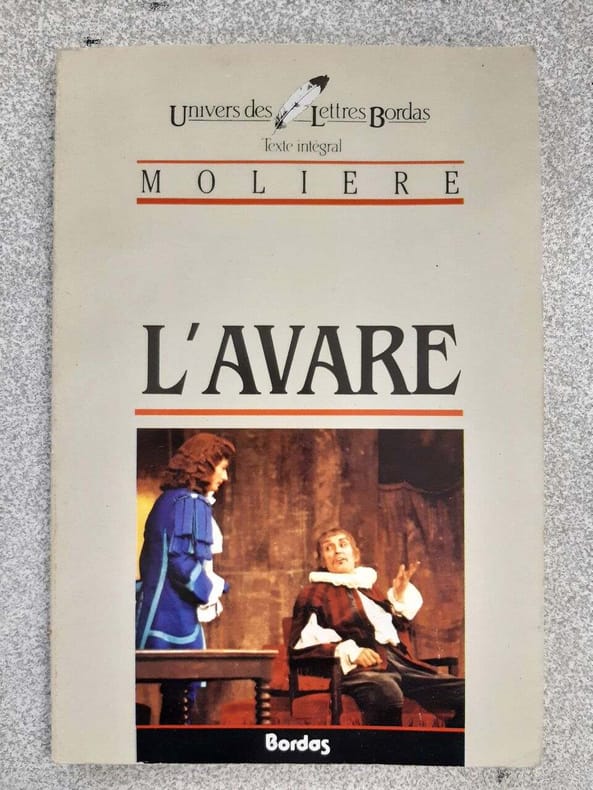 Univers des Lettres Bordas
Texte intégral
MOLIERE
L'AVARE
Bordas